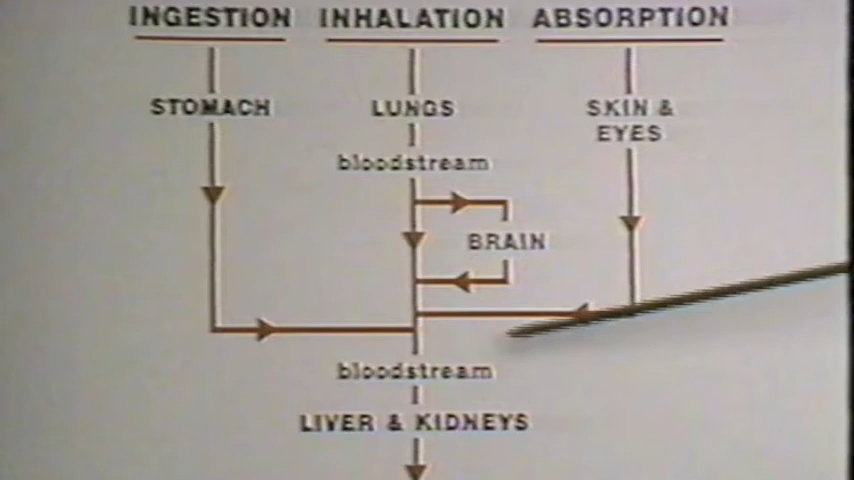 INGESTION INHALATION ABSORPTION
STOMACH LUNGS SKIN &
EYES
bloodstream
BRAIN
bloodstream
LIVER & KIDNEYS